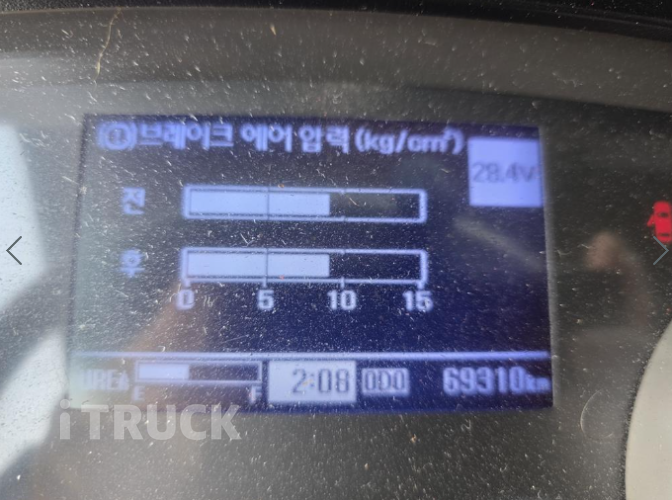 (!)브레이크 에어 압력 (kg/cm²)
28.4V
전
후
0 5 10 15
UREA E F 2:08 ODO 69310km
iTRUCK